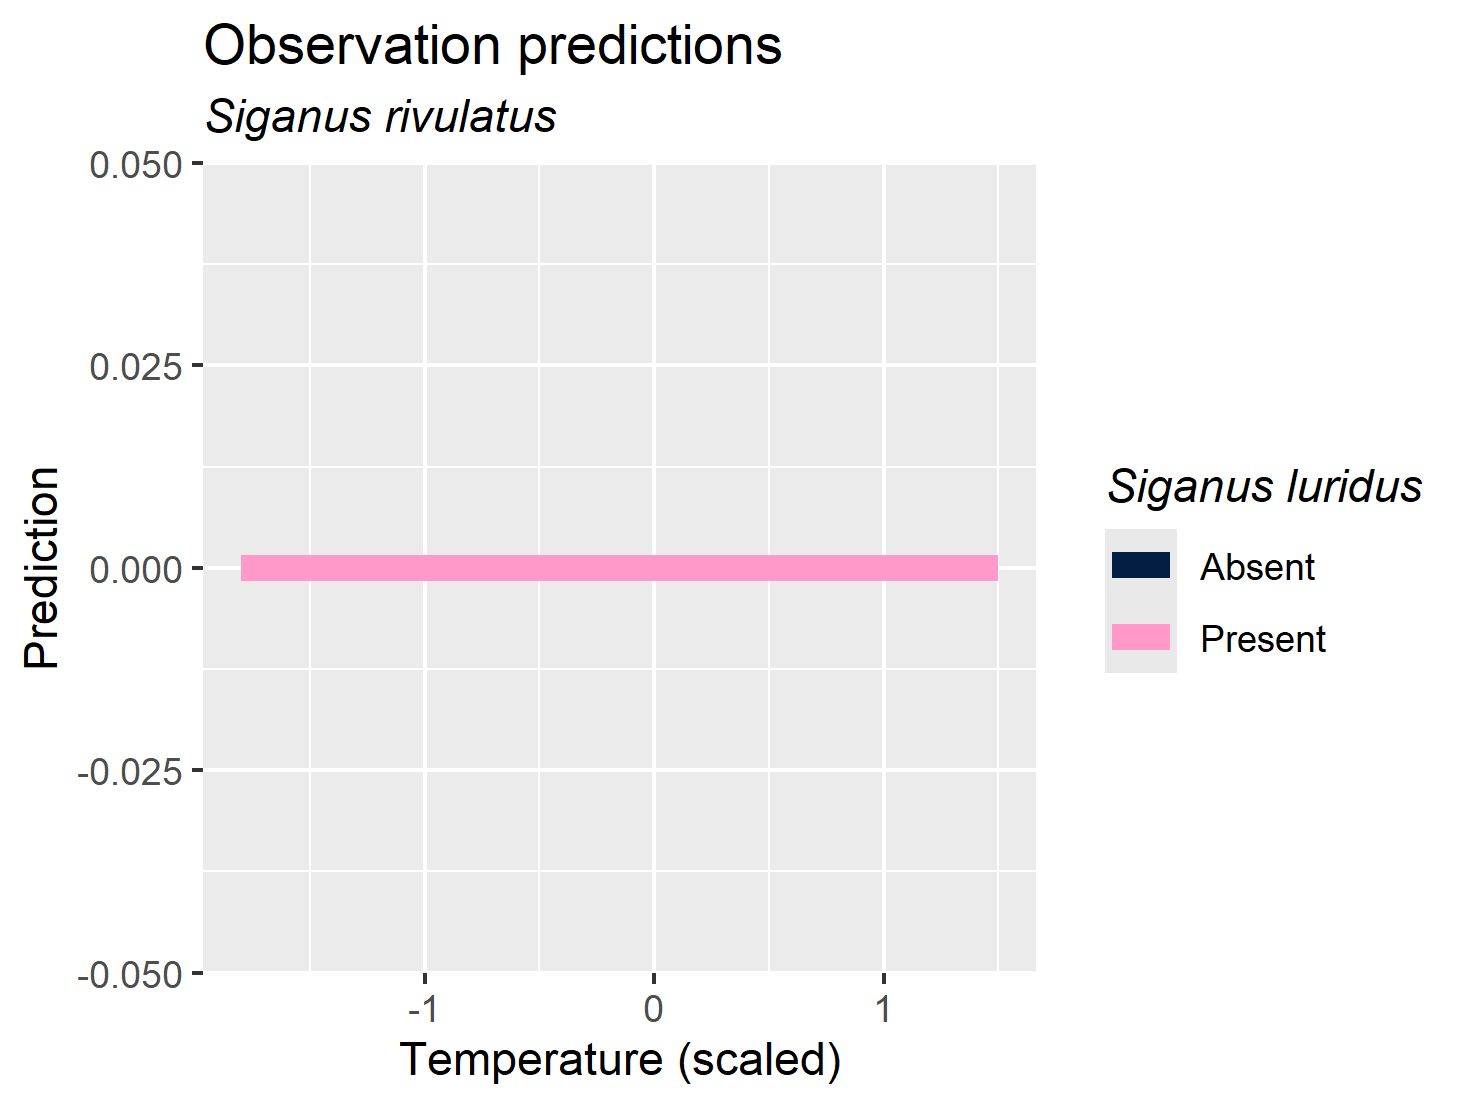 Observation predictions
Siganus rivulatus
0.050
0.025
0.000
-0.025
-0.050
Prediction
-1
0
1
Temperature (scaled)
Siganus luridus
Absent
Present